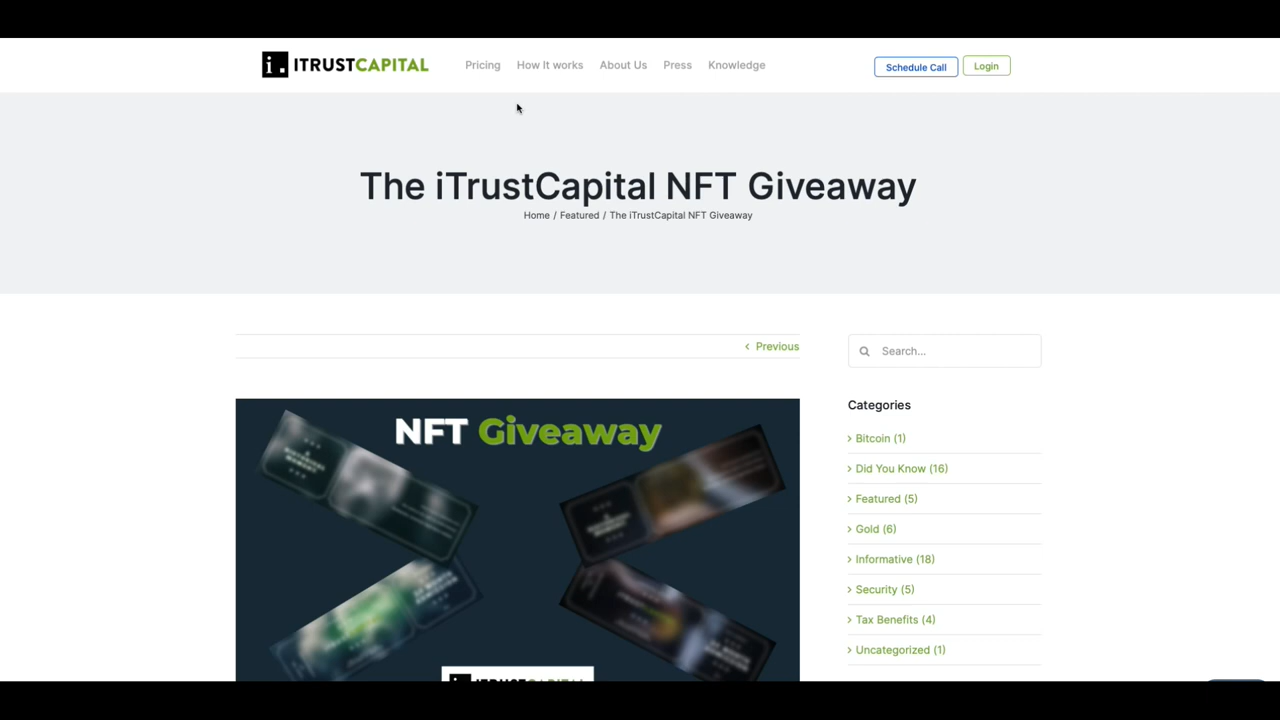 i. ITRUSTCAPITAL
Pricing
How It works
About Us
Press
Knowledge
Schedule Call
Login
The iTrustCapital NFT Giveaway
Home / Featured / The iTrustCapital NFT Giveaway
Previous
Search...
NFT Giveaway
Categories
Bitcoin (1)
Did You Know (16)
Featured (5)
Gold (6)
Informative (18)
Security (5)
Tax Benefits (4)
Uncategorized (1)